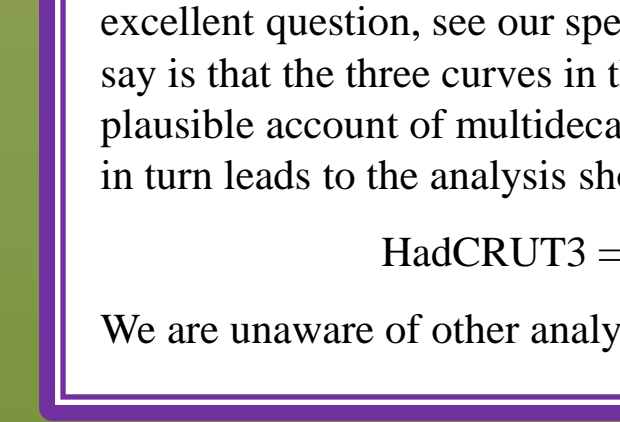 excellent question, see our spe
say is that the three curves in t
plausible account of multideca
in turn leads to the analysis sh
HadCRUT3 =
We are unaware of other analy